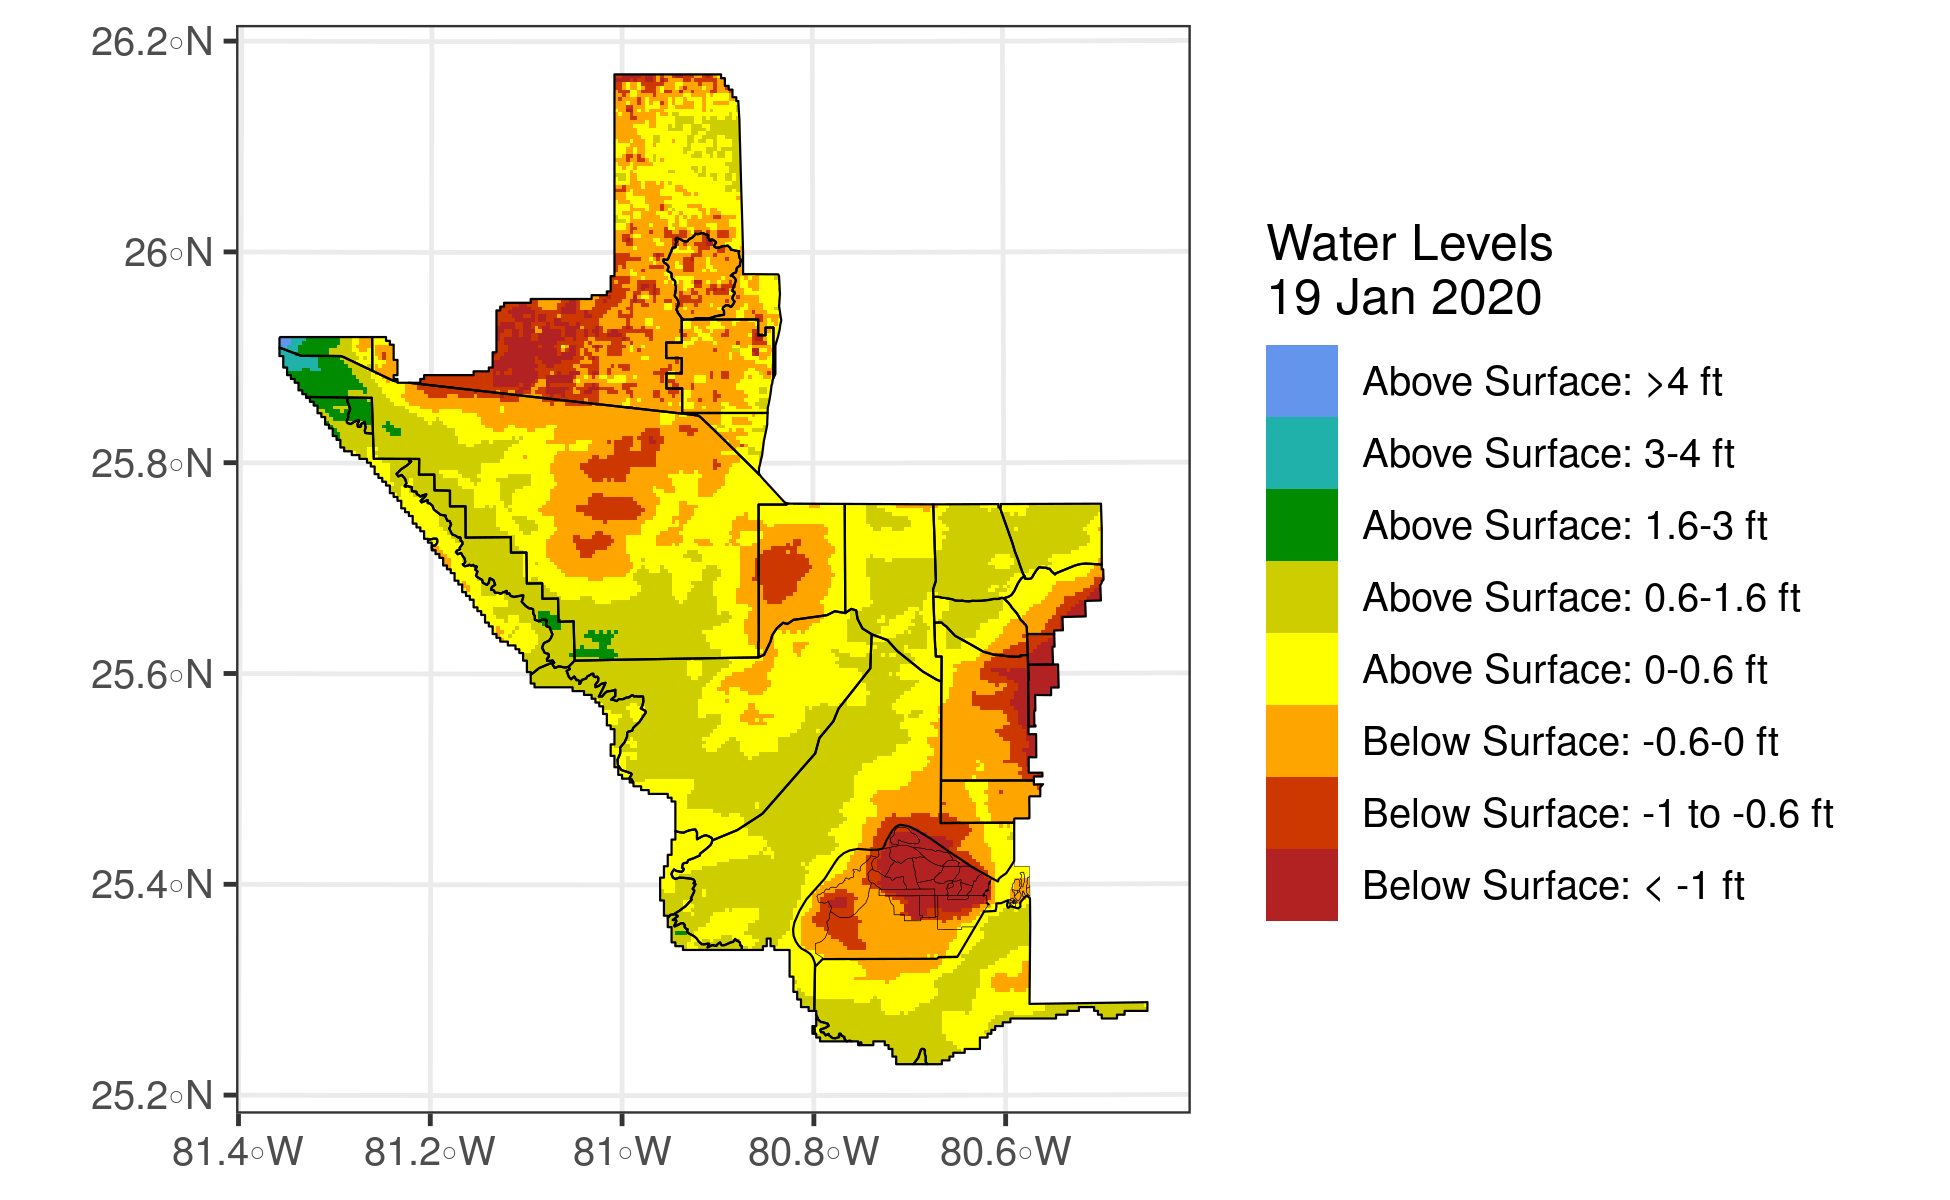 26.2°N
26°N
25.8°N
25.6°N
25.4°N
25.2°N
81.4°W
81.2°W
81°W
80.8°W
80.6°W
Water Levels
19 Jan 2020
Above Surface: >4 ft
Above Surface: 3-4 ft
Above Surface: 1.6-3 ft
Above Surface: 0.6-1.6 ft
Above Surface: 0-0.6 ft
Below Surface: -0.6-0 ft
Below Surface: -1 to -0.6 ft
Below Surface: < -1 ft